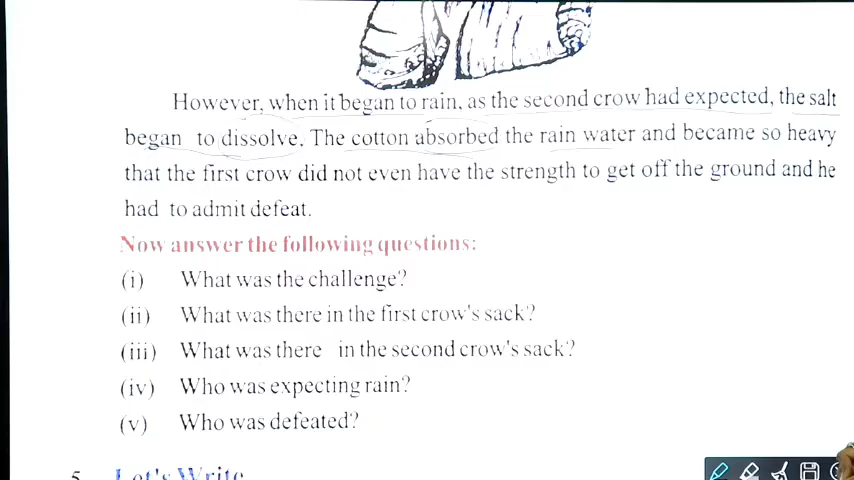 However, when it began to rain, as the second crow had expected, the salt
began to dissolve. The cotton absorbed the rain water and became so heavy
that the first crow did not even have the strength to get off the ground and he
had to admit defeat.
Now answer the following questions:
(i) What was the challenge?
(ii) What was there in the first crow's sack?
(iii) What was there in the second crow's sack?
(iv) Who was expecting rain?
(v) Who was defeated?
5. Let's Write